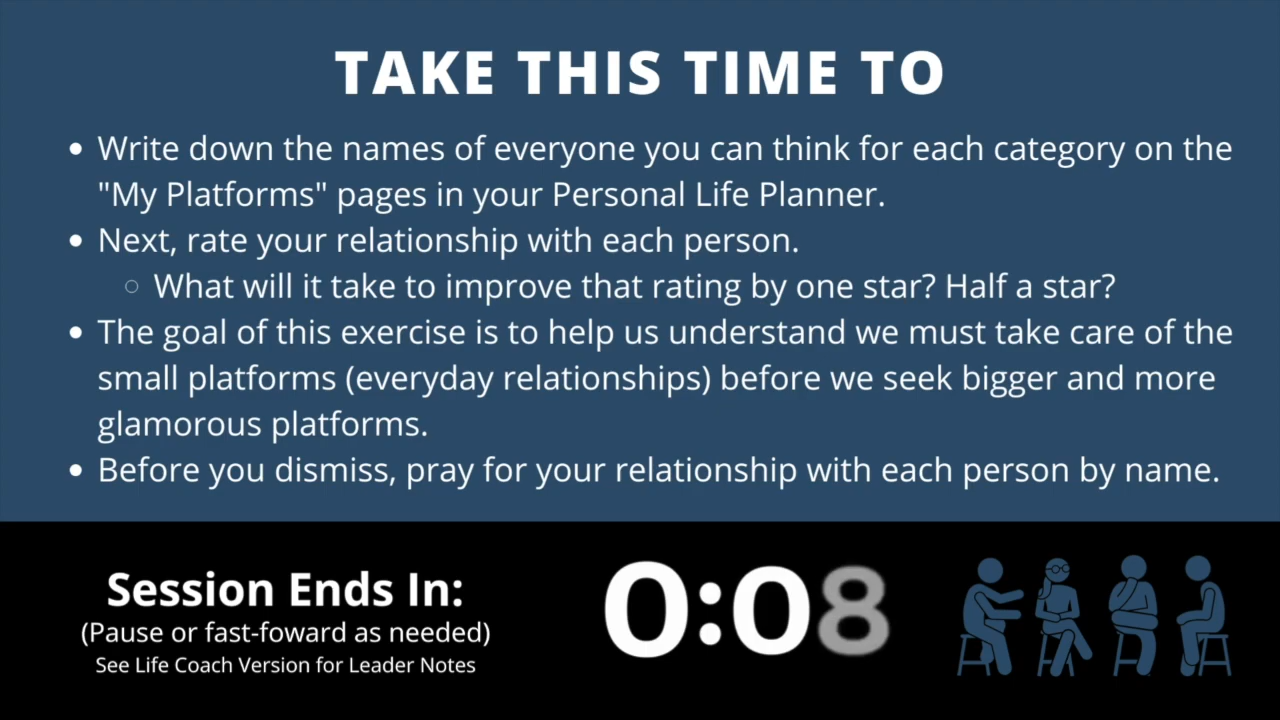 TAKE THIS TIME TO
• Write down the names of everyone you can think for each category on the
"My Platforms" pages in your Personal Life Planner.
• Next, rate your relationship with each person.
○ What will it take to improve that rating by one star? Half a star?
• The goal of this exercise is to help us understand we must take care of the
small platforms (everyday relationships) before we seek bigger and more
glamorous platforms.
• Before you dismiss, pray for your relationship with each person by name.
Session Ends In:
(Pause or fast-foward as needed)
See Life Coach Version for Leader Notes
0:08